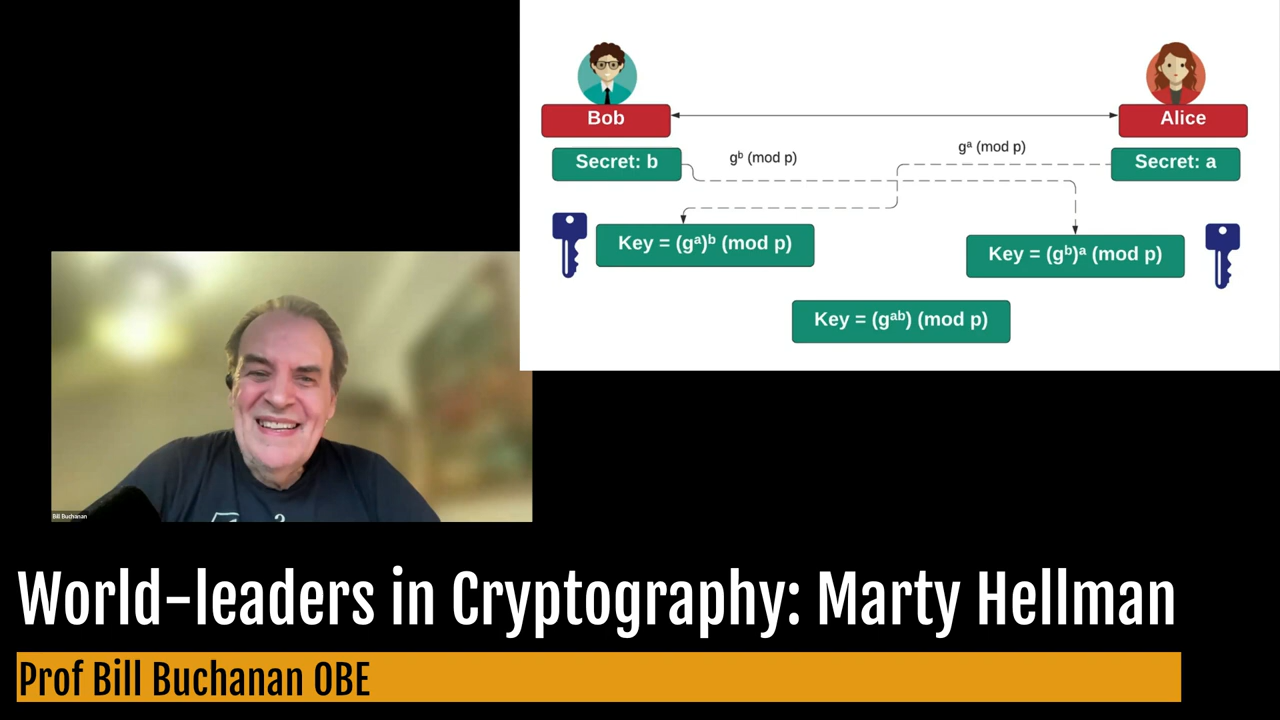 Bob
Alice
Secret: b
gᵇ (mod p)
gᵃ (mod p)
Secret: a
Key = (gᵃ)ᵇ (mod p)
Key = (gᵇ)ᵃ (mod p)
Key = (gᵃᵇ) (mod p)
Bill Buchanan
World-leaders in Cryptography: Marty Hellman
Prof Bill Buchanan OBE